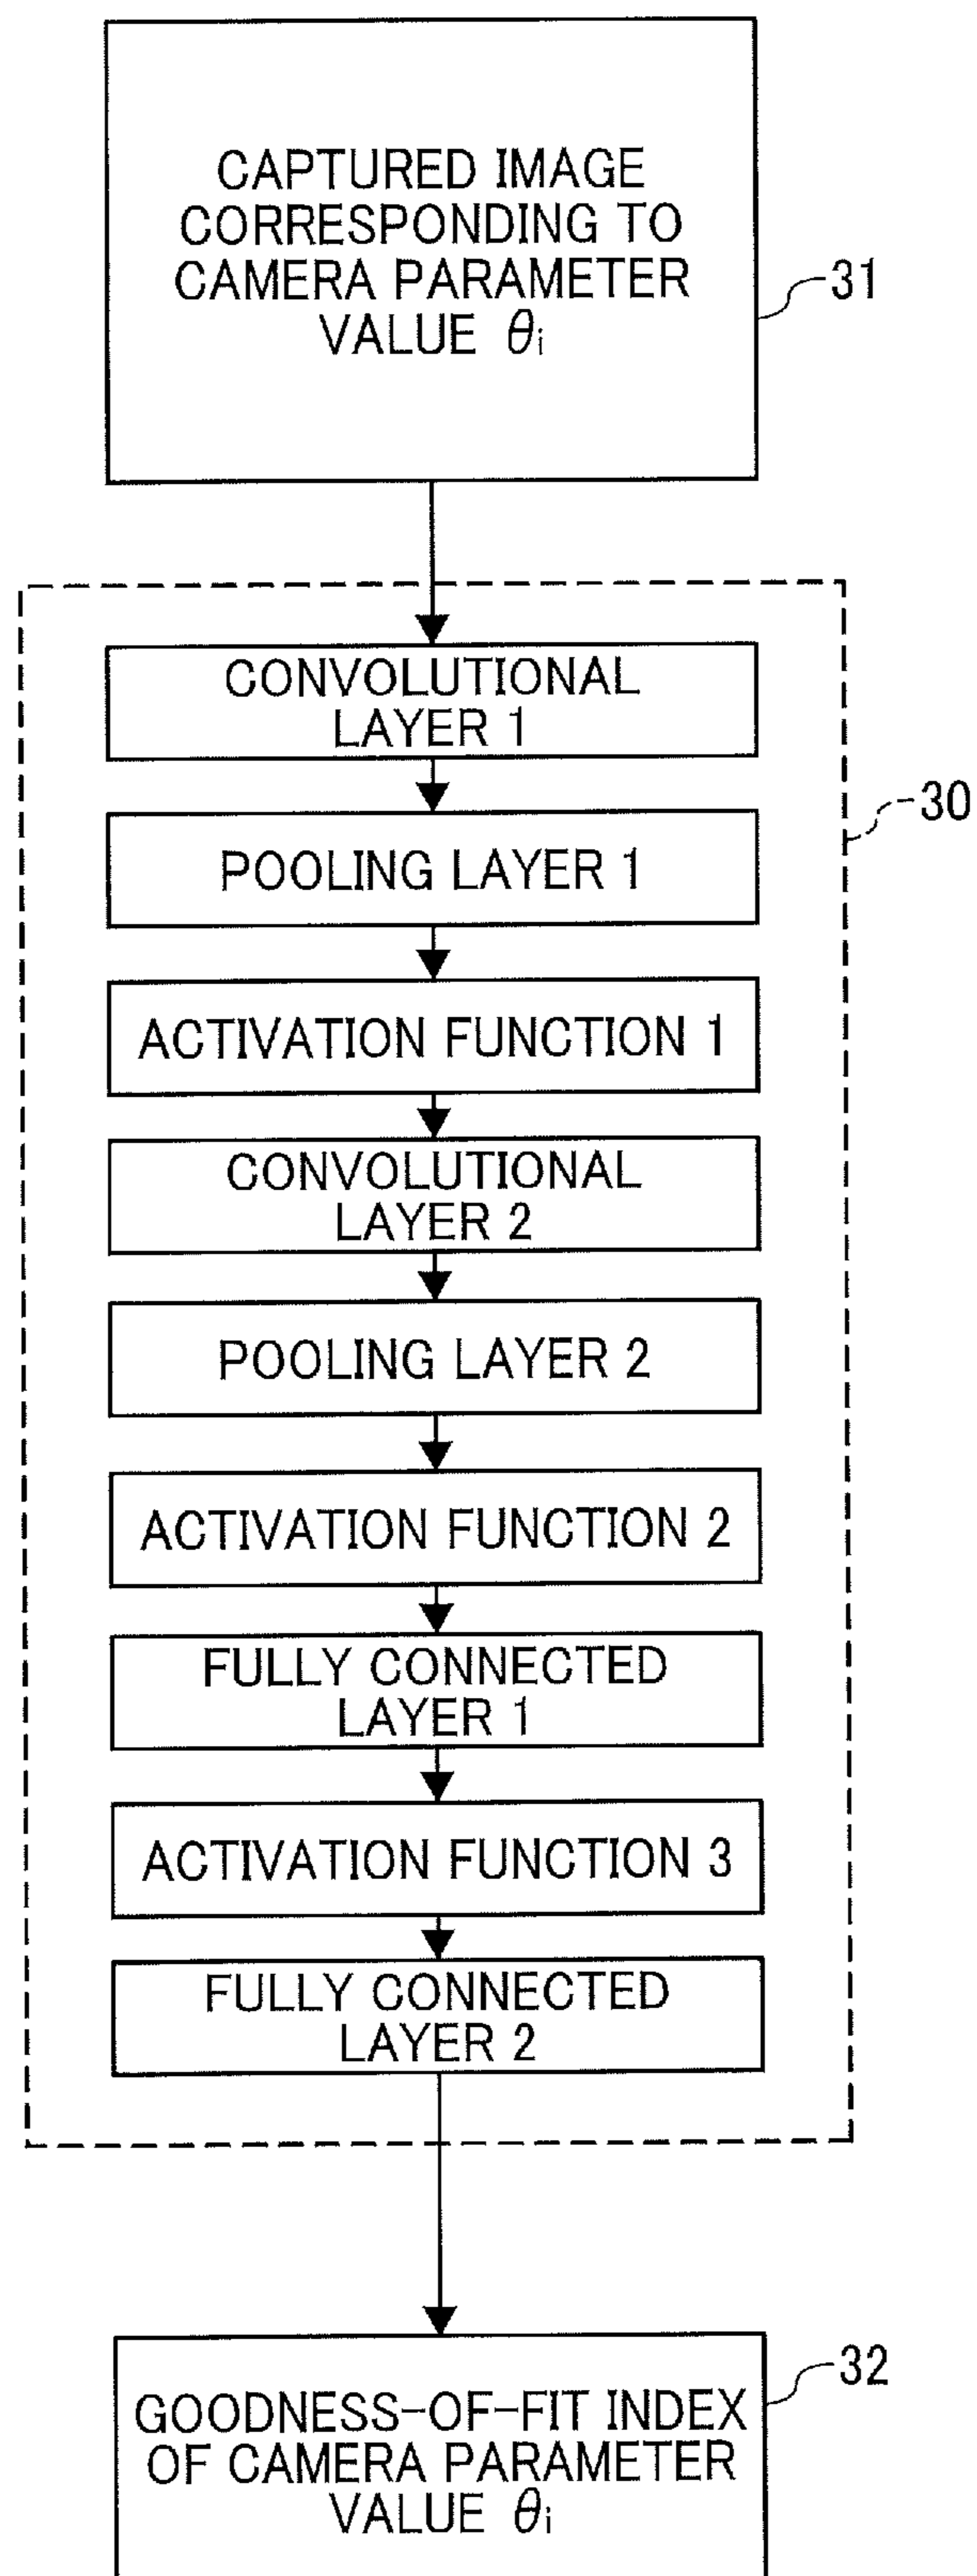 CAPTURED IMAGE
CORRESPONDING TO
CAMERA PARAMETER
VALUE θi
31
CONVOLUTIONAL
LAYER 1
30
POOLING LAYER 1
ACTIVATION FUNCTION 1
CONVOLUTIONAL
LAYER 2
POOLING LAYER 2
ACTIVATION FUNCTION 2
FULLY CONNECTED
LAYER 1
ACTIVATION FUNCTION 3
FULLY CONNECTED
LAYER 2
32
GOODNESS-OF-FIT INDEX
OF CAMERA PARAMETER
VALUE θi